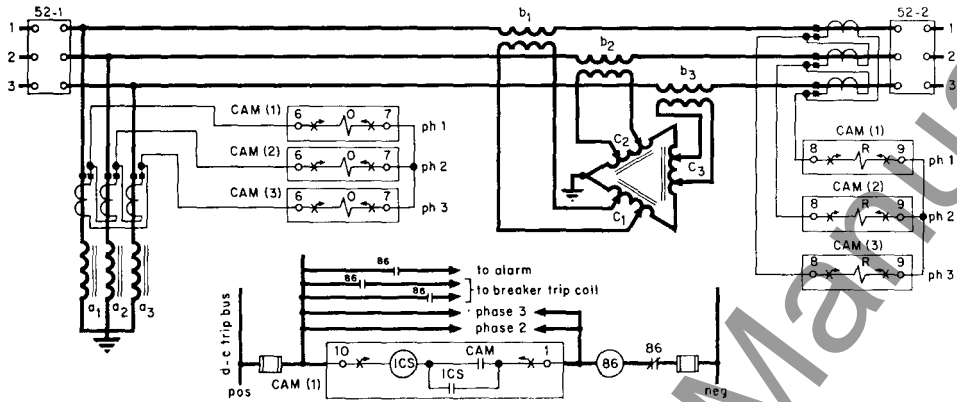 52-1
b1
52-2
1
2
3
b2
b3
1
2
3
CAM (1)
6 O 7
ph 1
CAM (2)
6 O 7
ph 2
CAM (3)
6 O 7
ph 3
C2
C3
C1
CAM (1)
8 R 9
ph 1
CAM (2)
8 R 9
ph 2
CAM (3)
8 R 9
ph 3
a1 a2 a3
86
to alarm
86
to breaker trip coil
86
phase 3
phase 2
d-c trip bus
pos
CAM (1)
10
ICS
CAM
ICS
1
86
86
neg
Manu